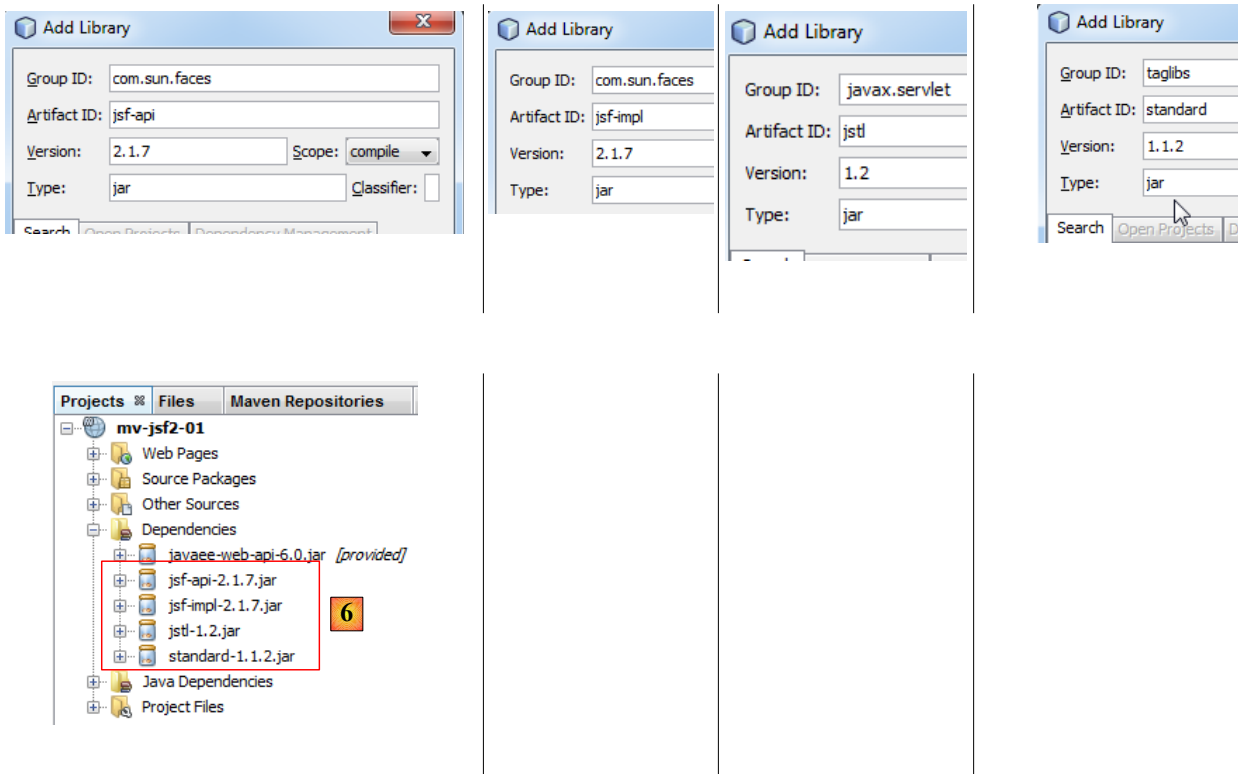 Add Library
Group ID: com.sun.faces
Artifact ID: jsf-api
Version: 2.1.7 Scope: compile
Type: jar Classifier:
Search Open Projects Dependency Management
Add Library
Group ID: com.sun.faces
Artifact ID: jsf-impl
Version: 2.1.7
Type: jar
Add Library
Group ID: javax.servlet
Artifact ID: jstl
Version: 1.2
Type: jar
Add Library
Group ID: taglibs
Artifact ID: standard
Version: 1.1.2
Type: jar
Search Open Projects D
Projects Files Maven Repositories
mv-jsf2-01
Web Pages
Source Packages
Other Sources
Dependencies
javaee-web-api-6.0.jar [provided]
jsf-api-2.1.7.jar
jsf-impl-2.1.7.jar
6
jstl-1.2.jar
standard-1.1.2.jar
Java Dependencies
Project Files